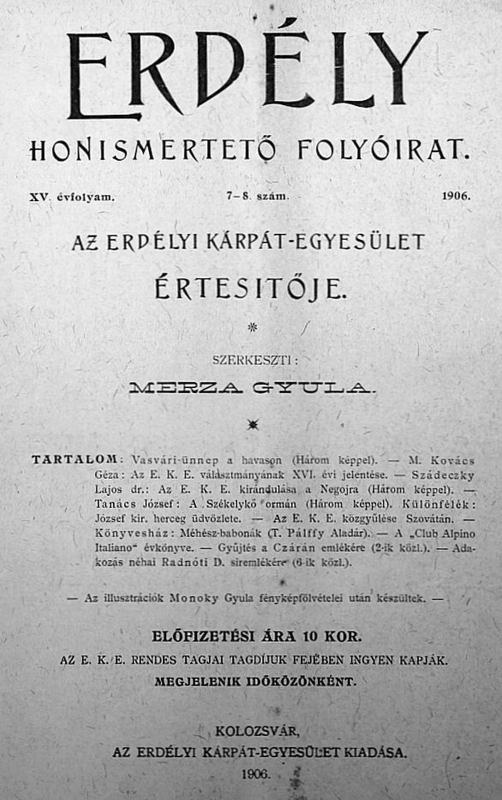 ERDÉLY
HONISMERTETŐ FOLYÓIRAT.
XV. évfolyam. 7–8. szám. 1906.
AZ ERDÉLYI KÁRPÁT-EGYESÜLET
ÉRTESITŐJE.
SZERKESZTI:
MERZA GYULA.
TARTALOM: Vasvári-ünnep a havason (Három képpel). — M. Kovács
Géza: Az E. K. E. választmányának XVI. évi jelentése. — Szádeczky
Lajos dr.: Az E. K. E. kirándulása a Negojra (Három képpel). —
Tanács József: A Székelykő ormán (Három képpel). Különfélék:
József kir. herceg üdvözlete. — Az E. K. E. közgyűlése Szovátán. —
Könyvesház: Méhész-babonák (T. Pálffy Aladár). — A „Club Alpino
Italiano" évkönyve. — Gyűjtés a Czárán emlékére (2-ik közl.). — Ada-
kozás néhai Radnóti D. siremlékére (6-ik közl.).
— Az illusztrációk Monoky Gyula fényképfölvételei után készültek. —
ELŐFIZETÉSI ÁRA 10 KOR.
AZ E. K. E. RENDES TAGJAI TAGDÍJUK FEJÉBEN INGYEN KAPJÁK.
MEGJELENIK IDŐKÖZÖNKÉNT.
KOLOZSVÁR,
AZ ERDÉLYI KÁRPÁT-EGYESÜLET KIADÁSA.
1906.